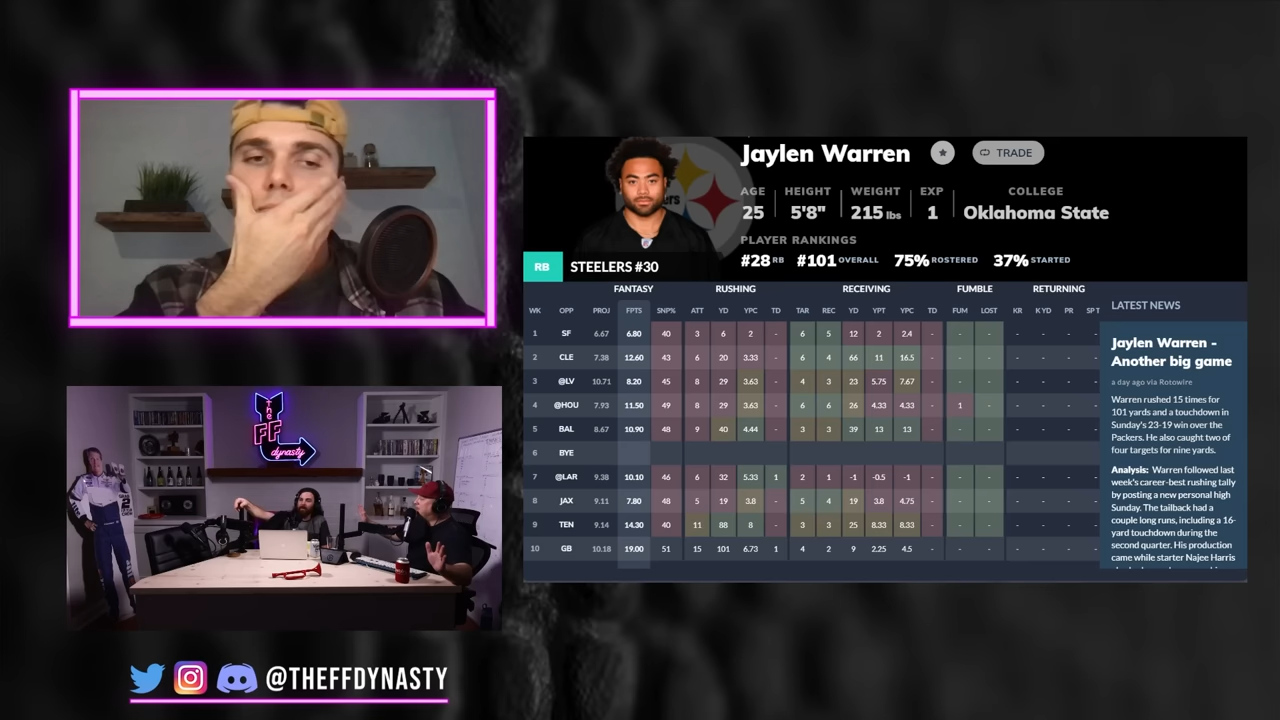 Jaylen Warren
TRADE
AGE HEIGHT WEIGHT EXP COLLEGE
25 5'8" 215 lbs 1 Oklahoma State
PLAYER RANKINGS
#28 RB #101 OVERALL 75% ROSTERED 37% STARTED
RB STEELERS #30
FANTASY RUSHING RECEIVING FUMBLE RETURNING
WK OPP PROJ FPTS SNP% ATT YD YPC TD TAR REC YD YPT YPC TD FUM LOST KR K YD PR SP T
1 SF 6.67 6.80 40 3 6 2 - 6 5 12 2 2.4 - - - - - - -
2 CLE 7.38 12.60 43 6 20 3.33 - 6 4 66 11 16.5 - - - - - - -
3 @LV 10.71 8.20 45 8 29 3.63 - 4 3 23 5.75 7.67 - - - - - - -
4 @HOU 7.93 11.50 49 8 29 3.63 - 6 6 26 4.33 4.33 - 1 - - - - -
5 BAL 8.67 10.90 48 9 40 4.44 - 3 3 39 13 13 - - - - - - -
6 BYE
7 @LAR 9.38 10.10 46 6 32 5.33 1 2 1 -1 -0.5 -1 - - - - - - -
8 JAX 9.11 7.80 48 5 19 3.8 - 5 4 19 3.8 4.75 - - - - - - -
9 TEN 9.14 14.30 40 11 88 8 - 3 3 25 8.33 8.33 - - - - - - -
10 GB 10.18 19.00 51 15 101 6.73 1 4 2 9 2.25 4.5 - - - - - - -
LATEST NEWS
Jaylen Warren -
Another big game
a day ago via Rotowire
Warren rushed 15 times for
101 yards and a touchdown in
Sunday's 23-19 win over the
Packers. He also caught two of
four targets for nine yards.
Analysis: Warren followed last
week's career-best rushing tally
by posting a new personal high
Sunday. The tailback had a
couple long runs, including a 16-
yard touchdown during the
second quarter. His production
came while starter Najee Harris
The
FF
dynasty
@THEFFDYNASTY